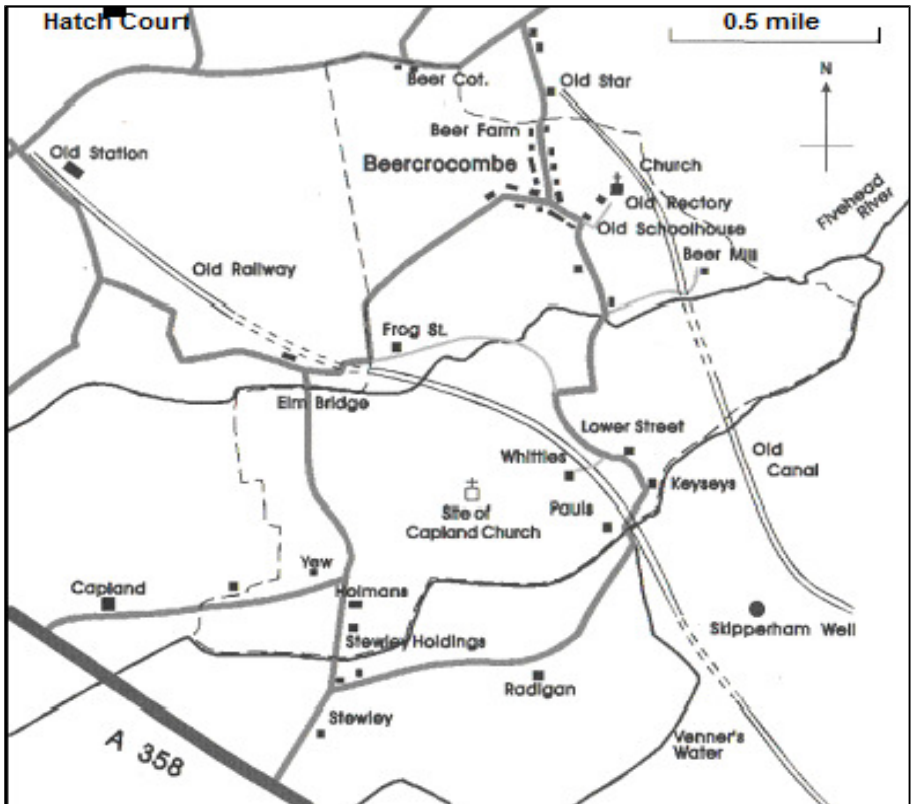 Hatch Court
0.5 mile
Beer Cot.
Old Star
N
Beer Farm
Old Station
Beercrocombe
Church
Old Rectory
Fivehead
River
Old Schoolhouse
Beer Mill
Old Railway
Frog St.
Elm Bridge
Lower Street
Whittles
Old
Canal
Keyseys
Site of
Capland Church
Pauls
Yew
Capland
Holmans
Skipperham Well
Stewley Holdings
Radigan
Stewley
A 358
Venner's
Water